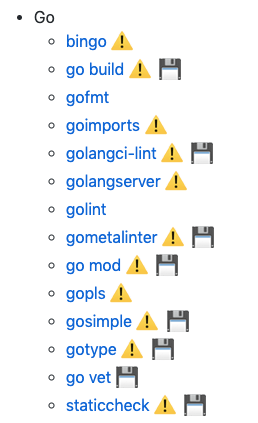 Go
bingo ⚠️
go build ⚠️ 💾
gofmt
goimports ⚠️
golangci-lint ⚠️ 💾
golangserver ⚠️
golint
gometalinter ⚠️ 💾
go mod ⚠️ 💾
gopls ⚠️
gosimple ⚠️ 💾
gotype ⚠️ 💾
go vet 💾
staticcheck ⚠️ 💾